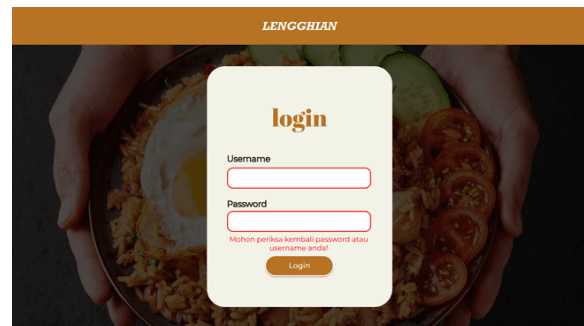 LENGGHIAN
login
Username
Password
Mohon periksa kembali password atau
username anda!
Login